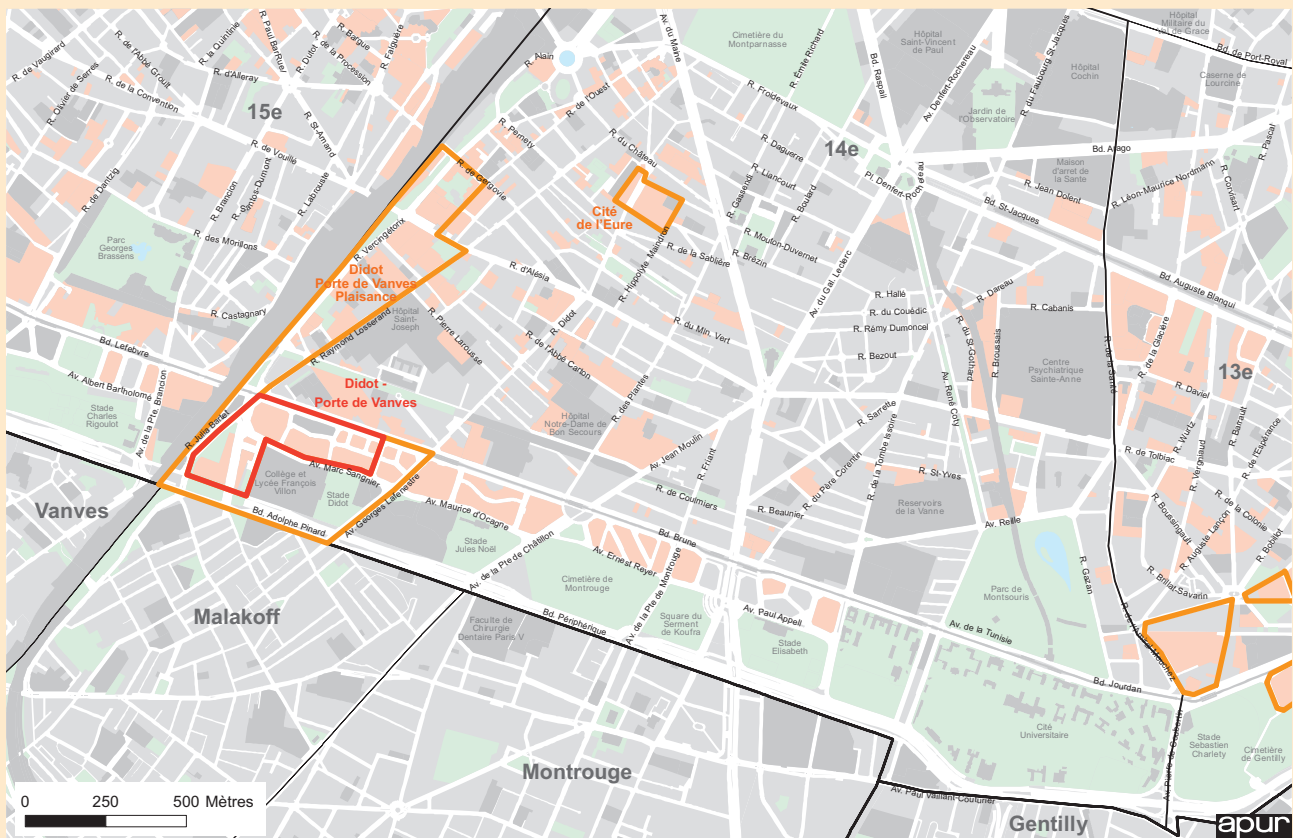 R. de Vaugirard
R. Olivier de Serres
R. de l'Abbé Groult
R. la Quintinie
R. d'Alleray
R. Paul Barruel
R. Dutot
R. Bargue
R. de la Procession
R. Falguière
R. de la Convention
15e
R. St-Amand
R. de Vouillé
R. de Dantzig
R. Brancion
R. Santos-Dumont
R. Labrouste
R. des Morillons
Parc
Georges
Brassens
R. Castagnary
Bd. Lefebvre
Av. Albert Bartholomé
Av. de la Pte. Brancion
Stade
Charles
Rigoulot
R. Julia Bartet
Vanves
R. Nain
R. de l'Ouest
R. Pernety
R. du Château
R. de Gergovie
R. Vercingétorix
Cité
de l'Eure
Didot
Porte de Vanves
Plaisance
Hôpital
Saint-
Joseph
R. Raymond Losserand
R. Pierre Larousse
R. d'Alésia
R. Didot
R. de l'Abbé Carton
R. Hippolyte Maindron
R. de la Sablière
R. du Min. Vert
R. des Plantes
Didot -
Porte de Vanves
Av. Marc Sangnier
Collège et
Lycée François
Villon
Stade
Didot
Bd. Adolphe Pinard
Av. Georges Lafenestre
Hôpital
Notre-Dame de
Bon Secours
Av. Maurice d'Ocagne
Stade
Jules Noël
Av. de la Pte de Châtillon
Av. Ernest Reyer
Cimetière de
Montrouge
Av. de la Pte de Montrouge
Bd. Brune
Bd. Périphérique
Malakoff
Faculté de
Chirurgie
Dentaire Paris V
Square du
Serment
de Koufra
Montrouge
Av. du Maine
Cimetière du
Montparnasse
R. Emile Richard
R. Froidevaux
Bd. Raspail
Hôpital
Saint-Vincent
de Paul
Av. Denfert-Rochereau
Jardin de
l'Observatoire
R. du Faubourg St-Jacques
Hôpital
Cochin
Hôpital
Militaire du
Val de Grace
Bd. de Port-Royal
Caserne de
Lourcine
R. Pascal
14e
R. Daguerre
R. Liancourt
R. Gassendi
R. Boulard
R. Mouton-Duvernet
R. Brézin
Pl. Denfert-Rochereau
Bd. Arago
Maison
d'arret de
la Sante
R. Jean Dolent
R. Léon-Maurice Nordmann
R. Corvisart
Bd. St-Jacques
Bd. Auguste Blanqui
Av. du Gal. Leclerc
R. Hallé
R. du Couëdic
R. Rémy Dumoncel
R. Bezout
R. Dareau
R. du St-Gothard
R. Broussais
R. Cabanis
Centre
Psychiatrique
Sainte-Anne
R. de la Santé
R. de la Glacière
13e
R. Daviel
R. Wurtz
R. Vergniaud
R. Barrault
R. de l'Espérance
R. de Tolbiac
Av. René Coty
R. Sarrette
Av. Jean Moulin
R. Friant
R. de Coulmiers
R. Beaunier
R. du Père Corentin
R. de la Tombe Issoire
R. St-Yves
Reservoirs
de la Vanne
Av. Reille
R. Gazan
Parc de
Montsouris
R. Boussingault
R. Auguste Lançon
R. de la Colonie
R. Bobillot
R. Brillat-Savarin
R. de l'Amiral Mouchez
Av. Paul Appell
Stade
Elisabeth
Av. de la Tunisie
Bd. Jourdan
Cité
Universitaire
Av. Pierre de Coubertin
Stade
Sebastien
Charlety
Cimetière
de Gentilly
Av. Paul Vaillant-Couturier
Gentilly
0 250 500 Mètres
apur